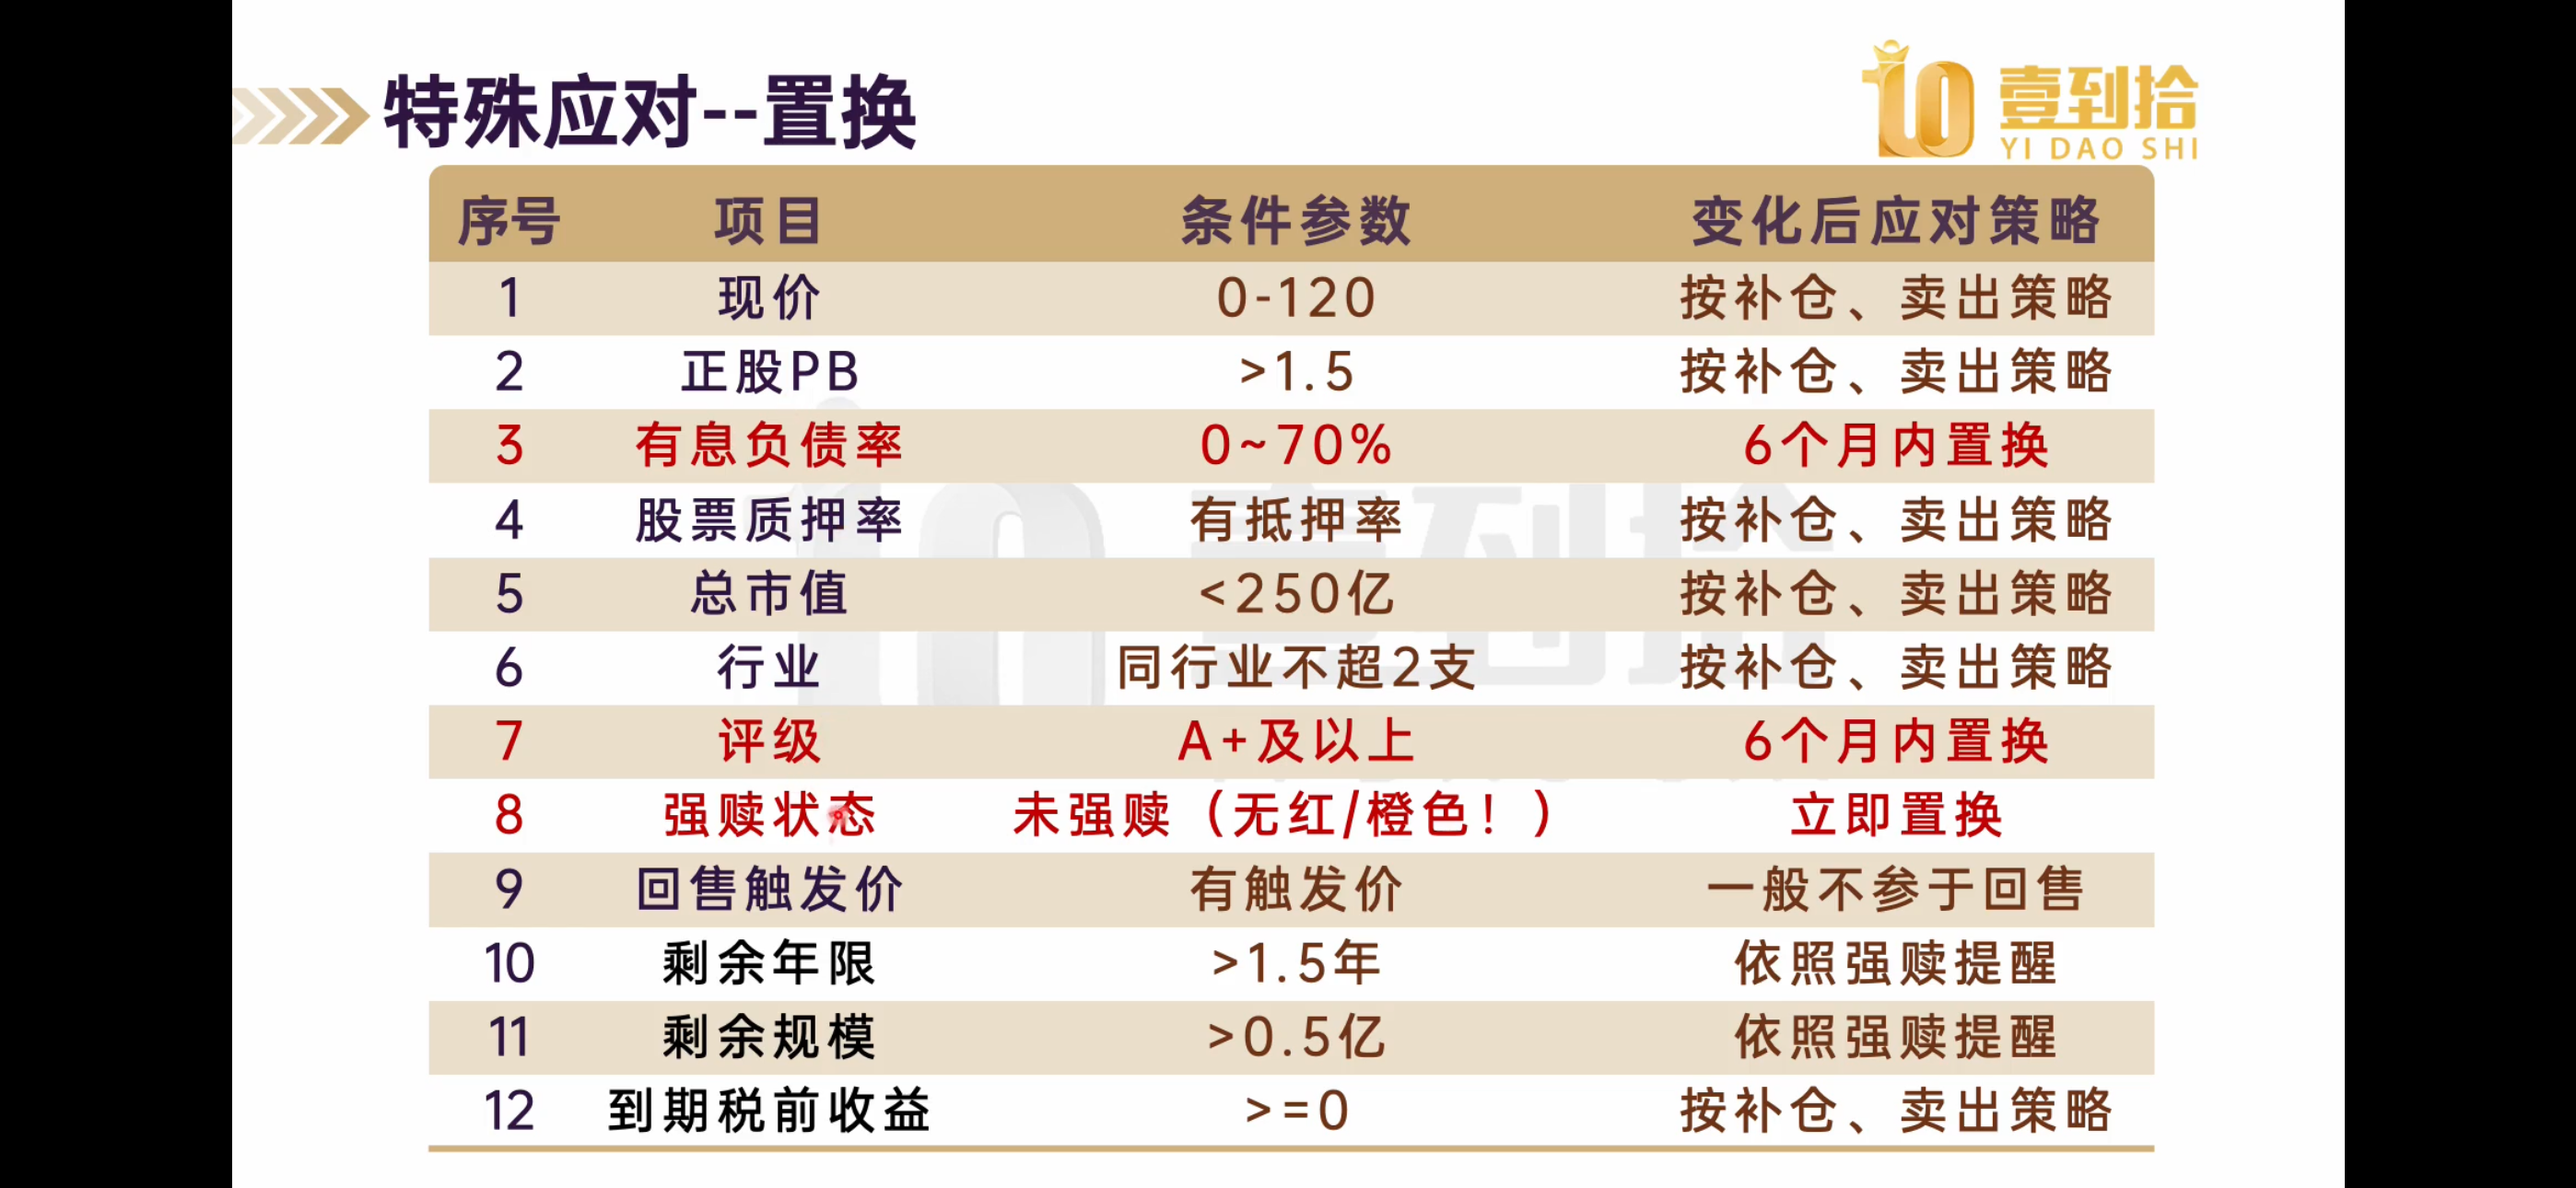 特殊应对--置换
10 壹到拾
YI DAO SHI
序号 项目 条件参数 变化后应对策略
1 现价 0-120 按补仓、卖出策略
2 正股PB >1.5 按补仓、卖出策略
3 有息负债率 0~70% 6个月内置换
4 股票质押率 有抵押率 按补仓、卖出策略
5 总市值 <250亿 按补仓、卖出策略
6 行业 同行业不超2支 按补仓、卖出策略
7 评级 A+及以上 6个月内置换
8 强赎状态 未强赎（无红/橙色！） 立即置换
9 回售触发价 有触发价 一般不参于回售
10 剩余年限 >1.5年 依照强赎提醒
11 剩余规模 >0.5亿 依照强赎提醒
12 到期税前收益 >=0 按补仓、卖出策略